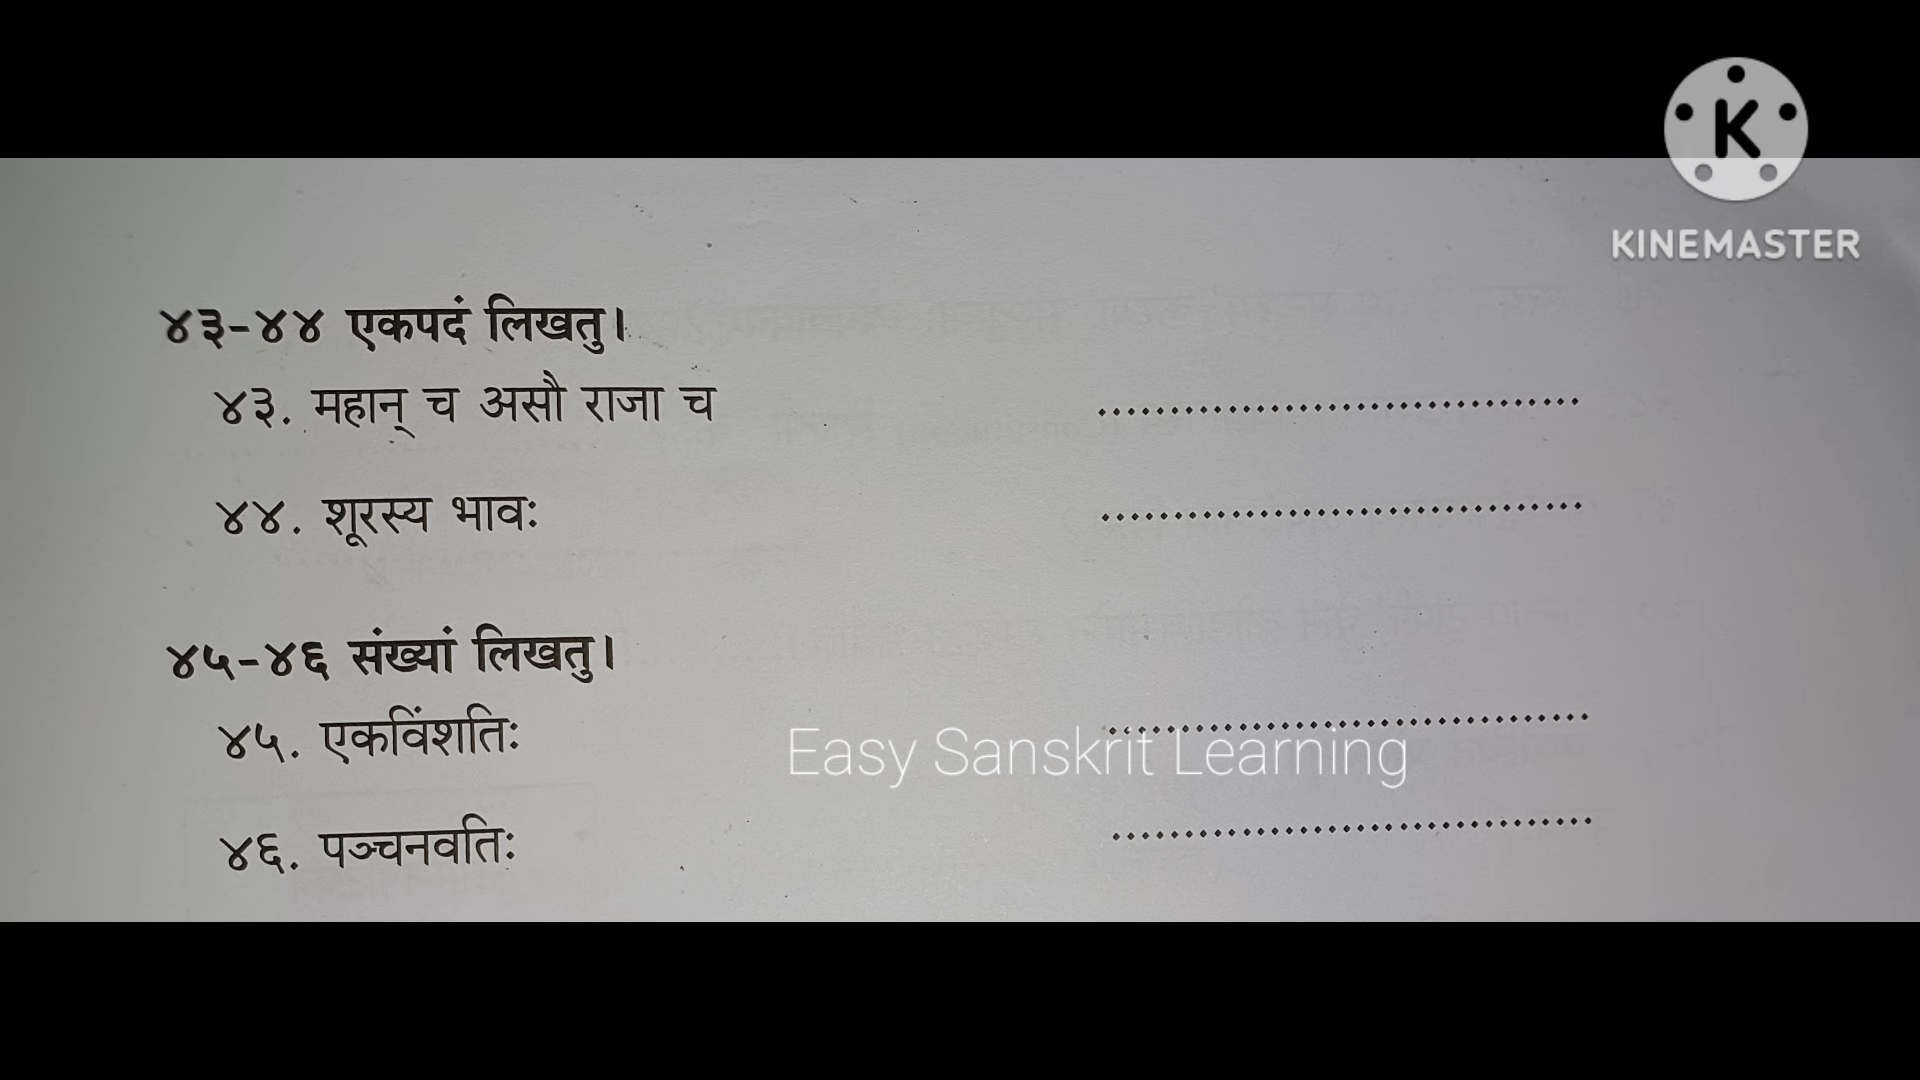 K
KINEMASTER
४३-४४ एकपदं लिखतु।
४३. महान् च असौ राजा च ........................
४४. शूरस्य भावः ........................
४५-४६ संख्यां लिखतु।
४५. एकविंशतिः ........................
Easy Sanskrit Learning
४६. पञ्चनवतिः ........................